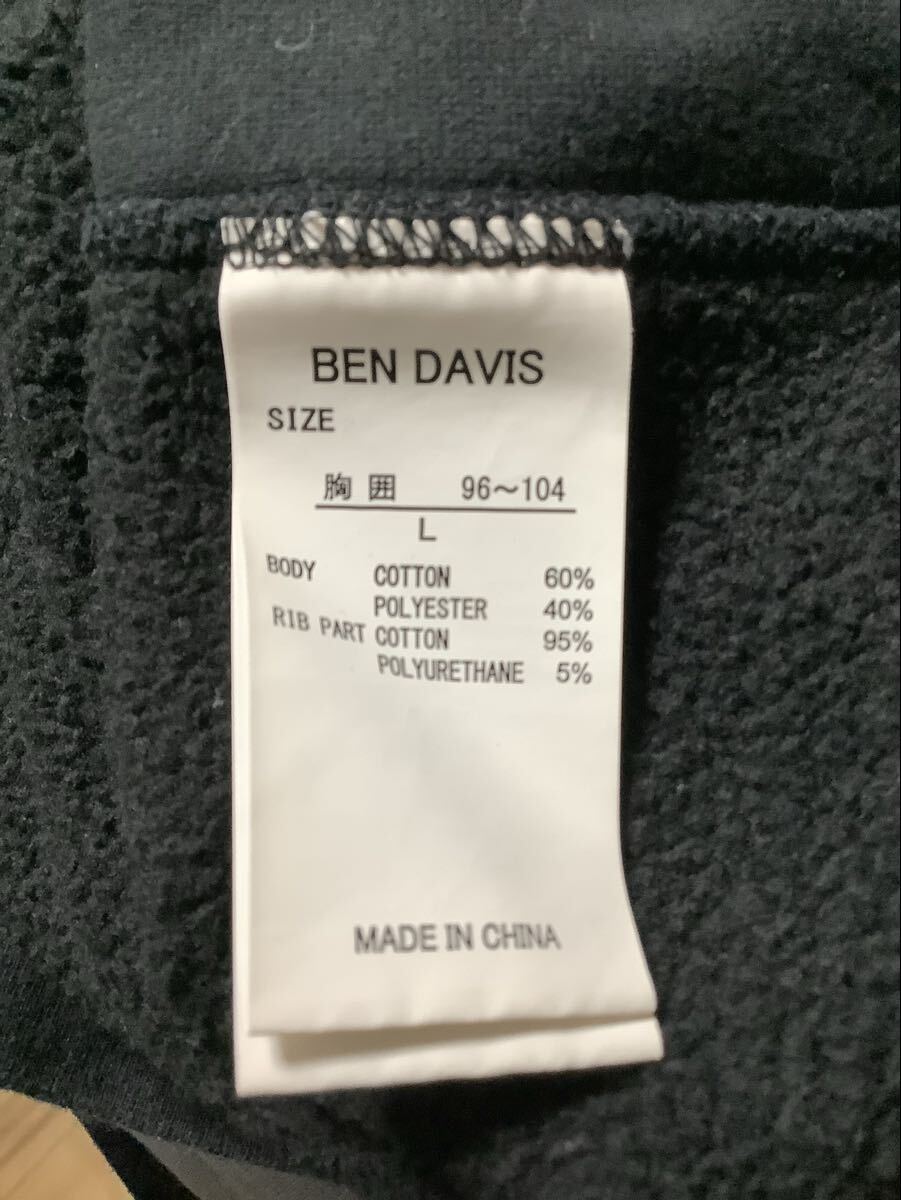 BEN DAVIS
SIZE
胸囲 96～104
L
BODY COTTON 60%
POLYESTER 40%
RIB PART COTTON 95%
POLYURETHANE 5%
MADE IN CHINA